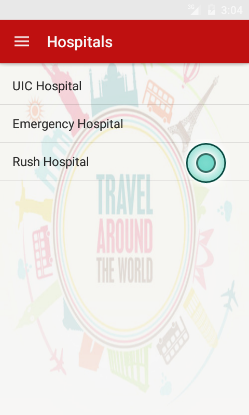 3:04
Hospitals
UIC Hospital
Emergency Hospital
Rush Hospital
TRAVEL
AROUND
THE WORLD